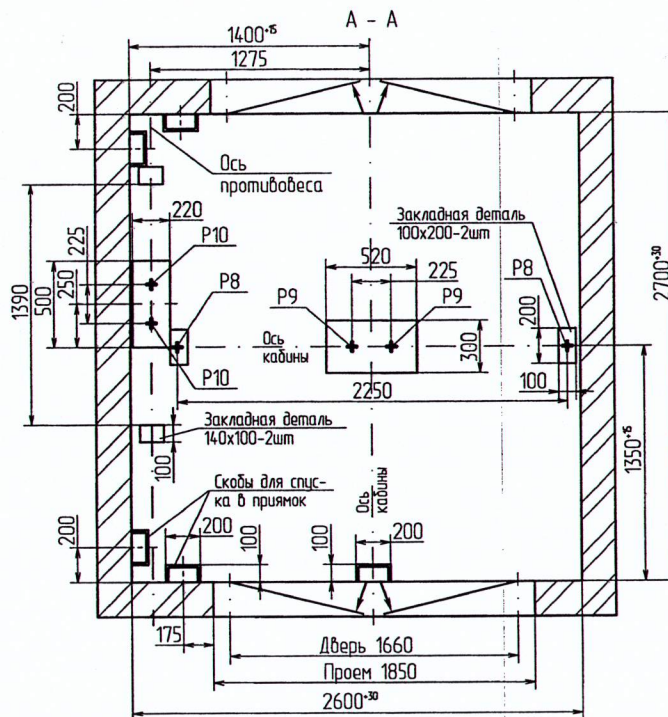 А - А
1400⁺¹⁵
1275
200
Ось
противовеса
220
Р10
225
500
250
1390
Р8
Р10
520
225
Р9
Р9
Ось
кабины
300
Закладная деталь
100х200-2шт
Р8
200
100
2700⁺³⁰
2250
Закладная деталь
140х100-2шт
100
1350⁺¹⁵
Скобы для спус-
ка в приямок
200
200
100
Ось
кабины
100
200
175
Дверь 1660
Проем 1850
2600⁺³⁰